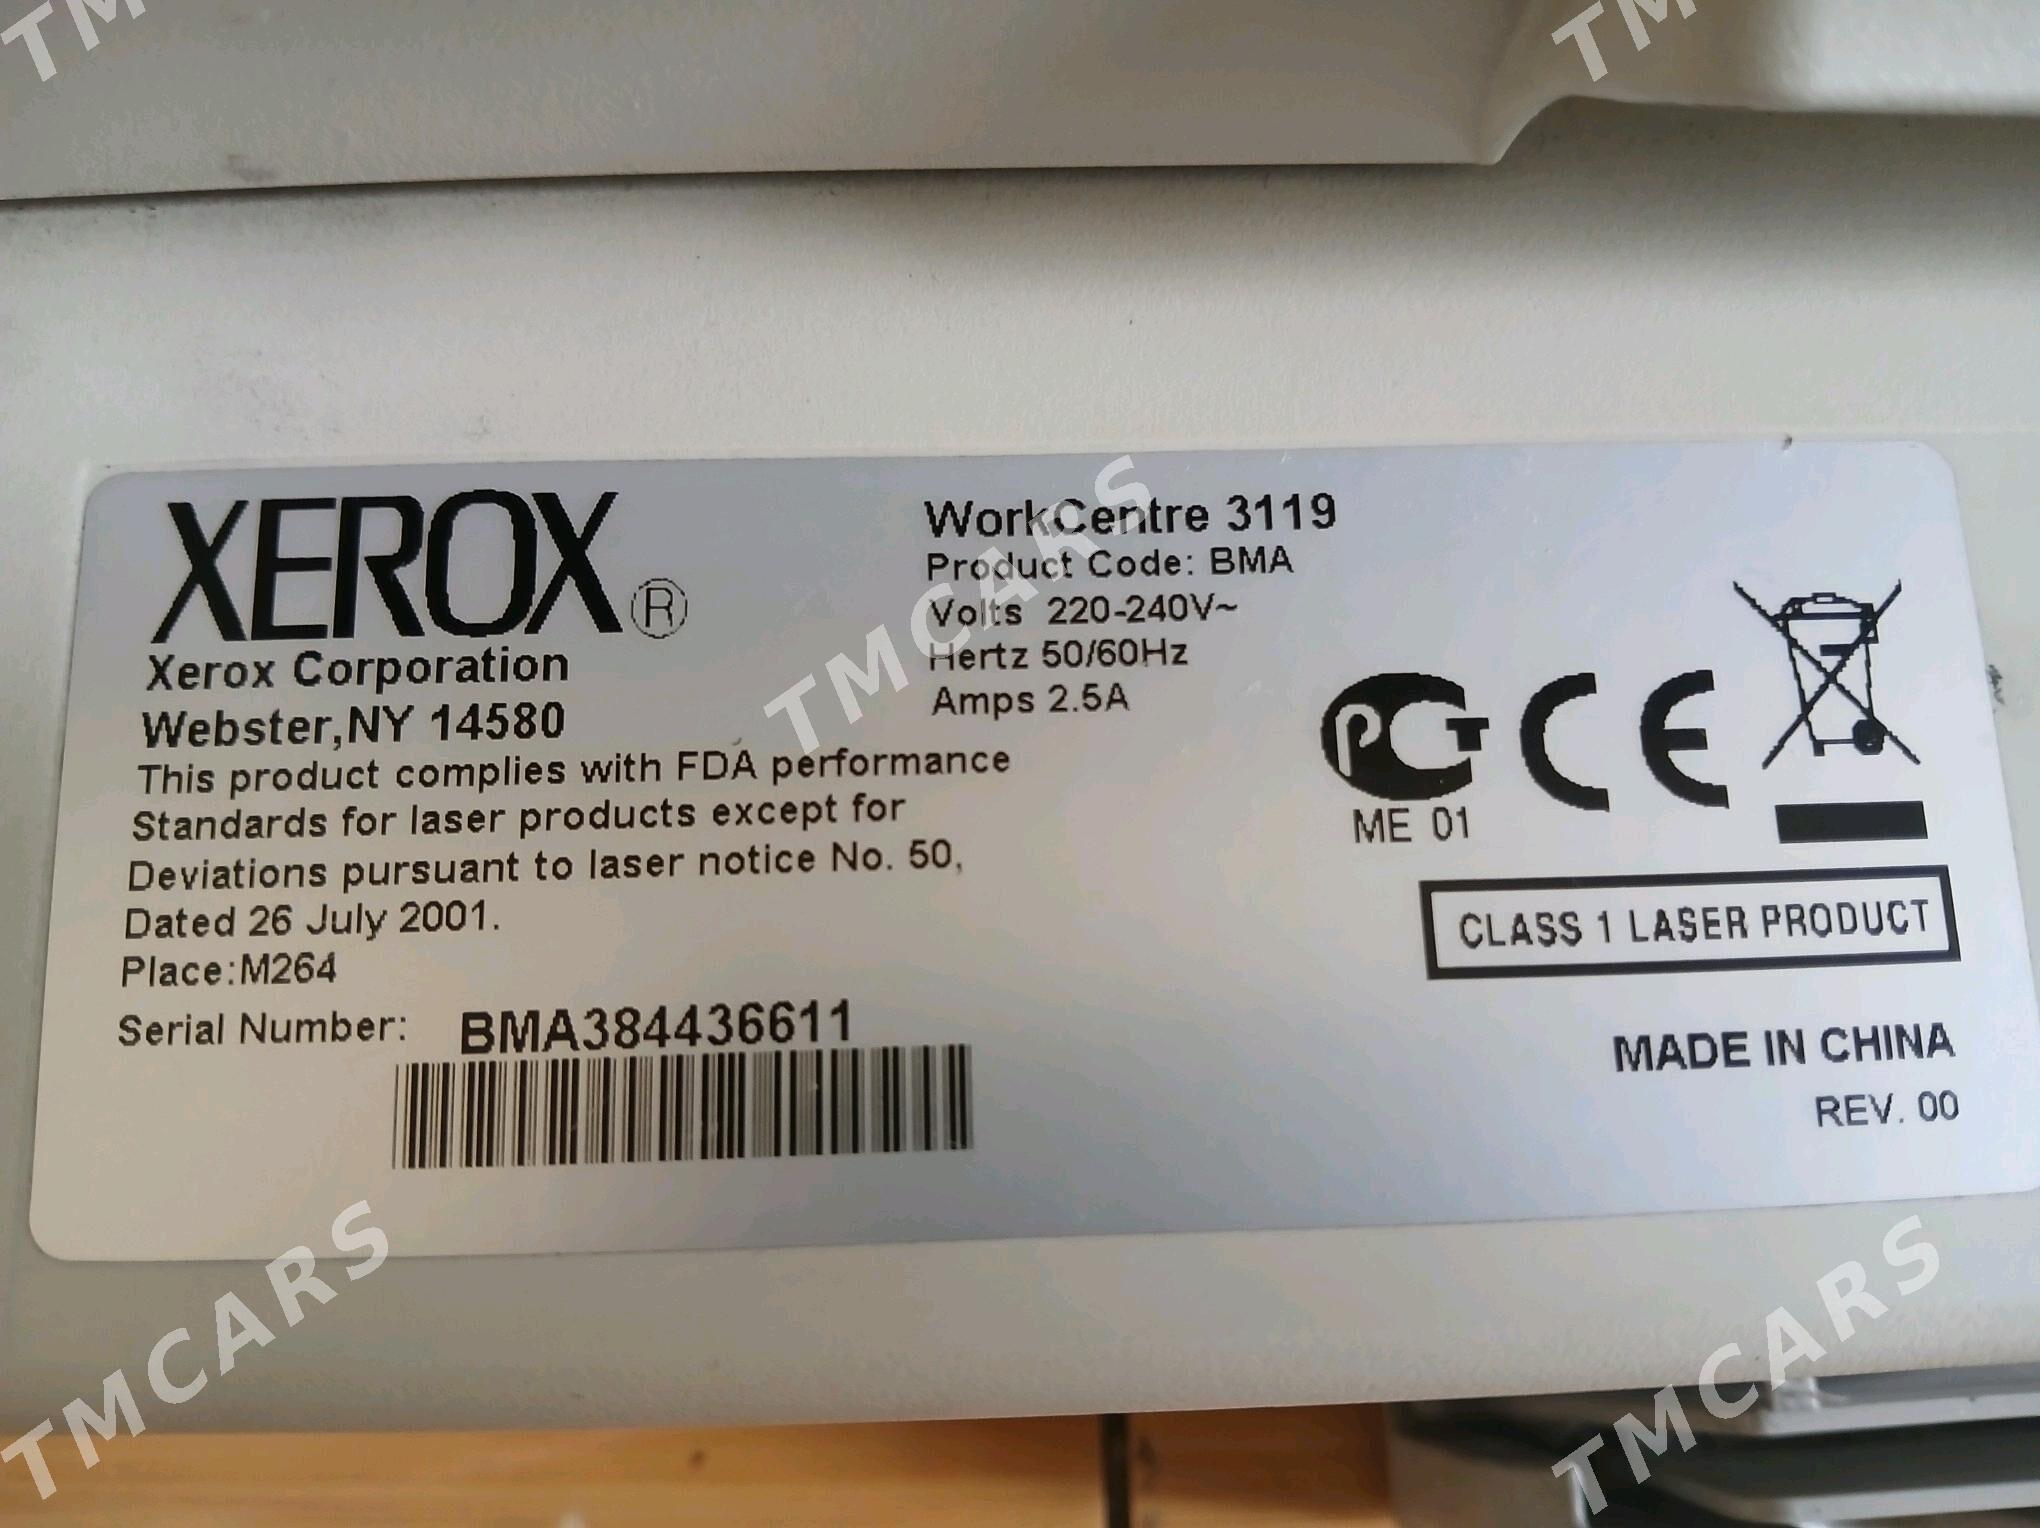 XEROX®
Xerox Corporation
Webster,NY 14580
This product complies with FDA performance
Standards for laser products except for
Deviations pursuant to laser notice No. 50,
Dated 26 July 2001.
Place:M264
Serial Number: BMA384436611
WorkCentre 3119
Product Code: BMA
Volts 220-240V~
Hertz 50/60Hz
Amps 2.5A
РСТ CE
ME 01
CLASS 1 LASER PRODUCT
MADE IN CHINA
REV. 00
TMCARS
TMCARS
TMCARS